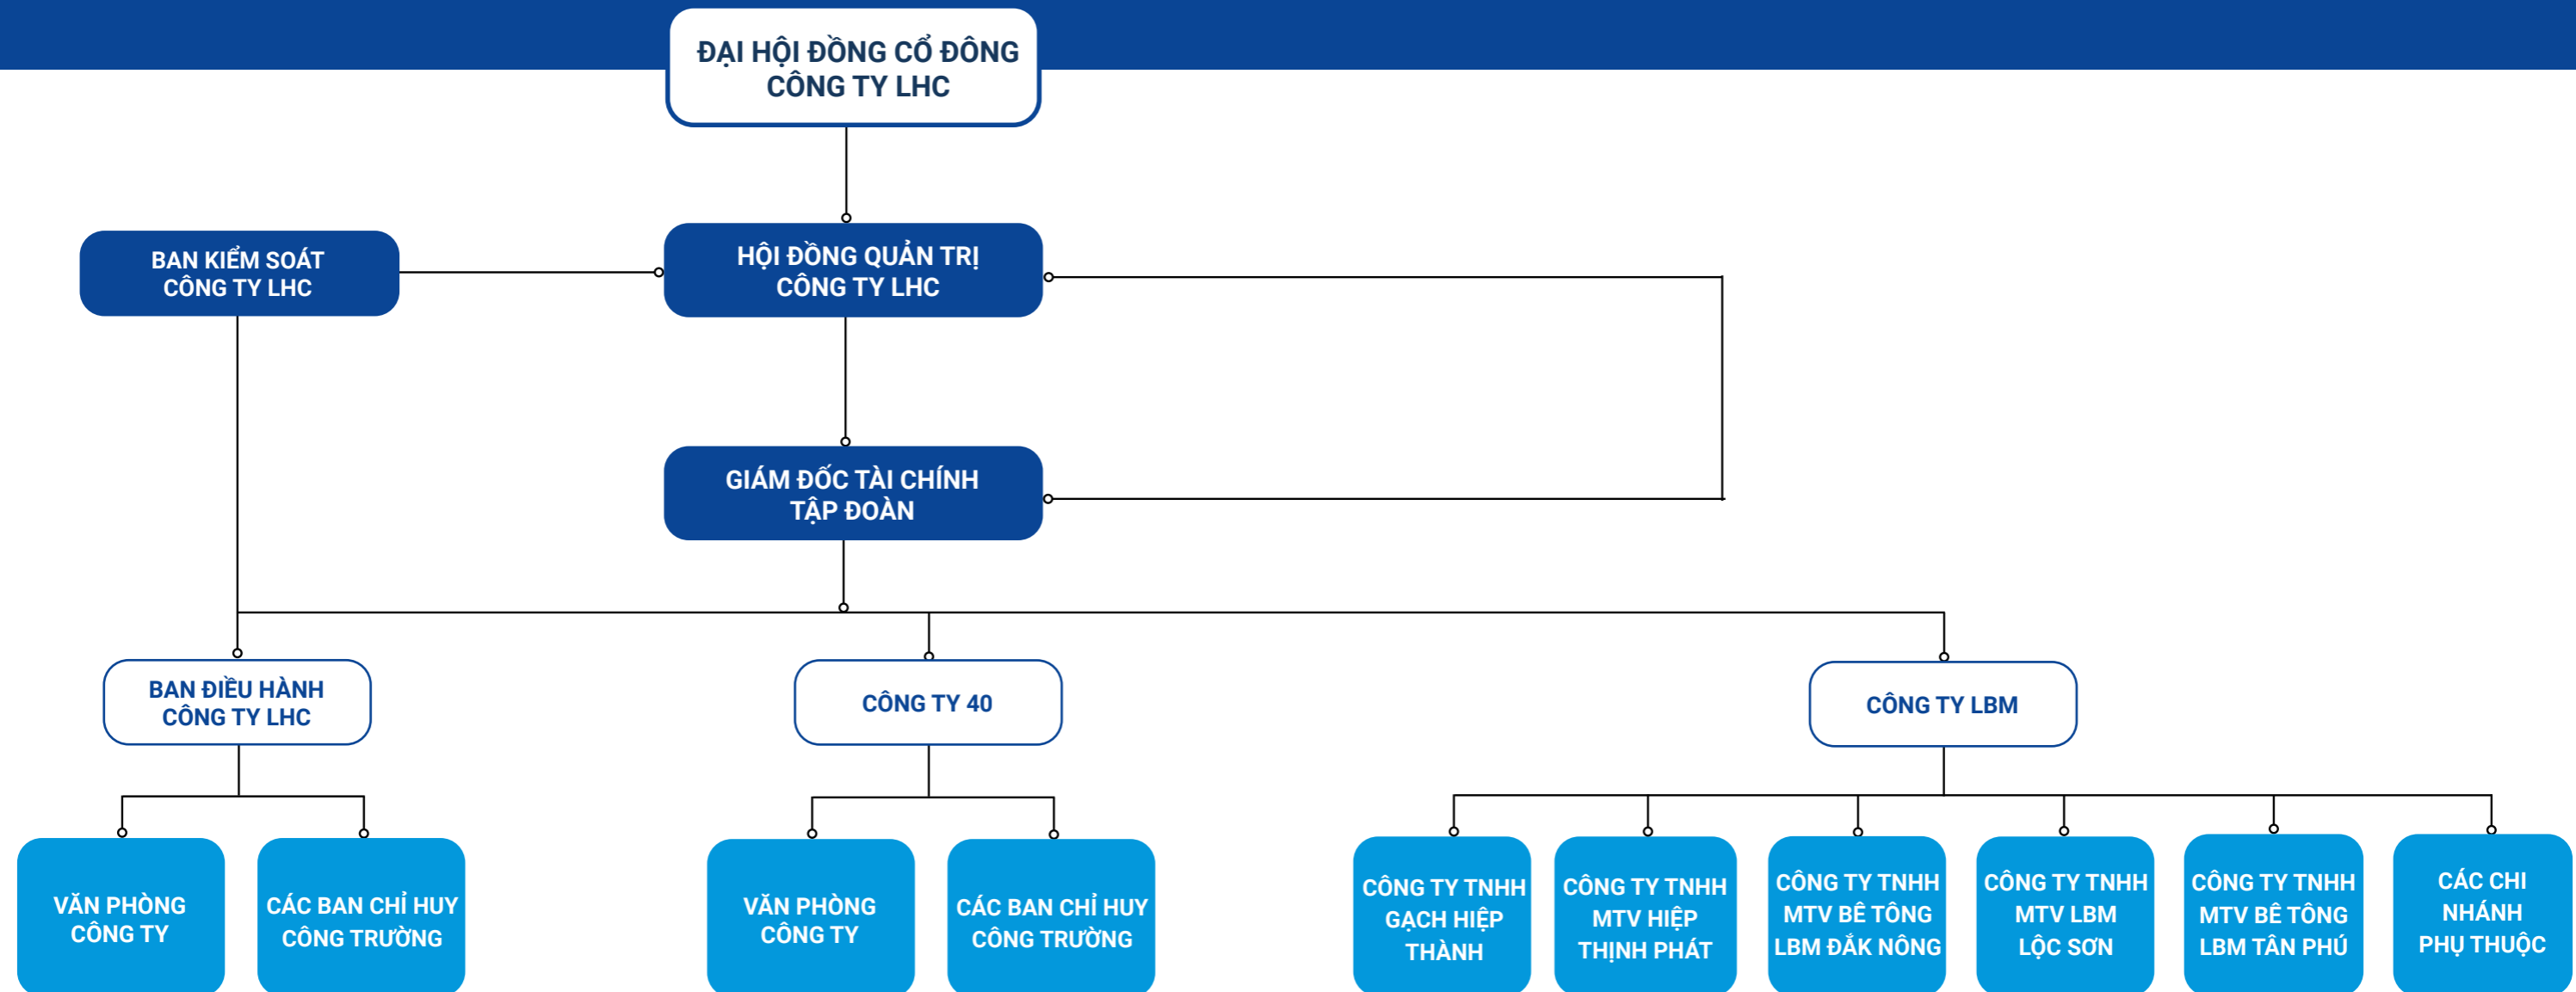 ĐẠI HỘI ĐỒNG CỔ ĐÔNG
CÔNG TY LHC
BAN KIỂM SOÁT
CÔNG TY LHC
HỘI ĐỒNG QUẢN TRỊ
CÔNG TY LHC
GIÁM ĐỐC TÀI CHÍNH
TẬP ĐOÀN
BAN ĐIỀU HÀNH
CÔNG TY LHC
CÔNG TY 40
CÔNG TY LBM
VĂN PHÒNG
CÔNG TY
CÁC BAN CHỈ HUY
CÔNG TRƯỜNG
VĂN PHÒNG
CÔNG TY
CÁC BAN CHỈ HUY
CÔNG TRƯỜNG
CÔNG TY TNHH
GẠCH HIỆP
THÀNH
CÔNG TY TNHH
MTV HIỆP
THỊNH PHÁT
CÔNG TY TNHH
MTV BÊ TÔNG
LBM ĐẮK NÔNG
CÔNG TY TNHH
MTV LBM
LỘC SƠN
CÔNG TY TNHH
MTV BÊ TÔNG
LBM TÂN PHÚ
CÁC CHI
NHÁNH
PHỤ THUỘC